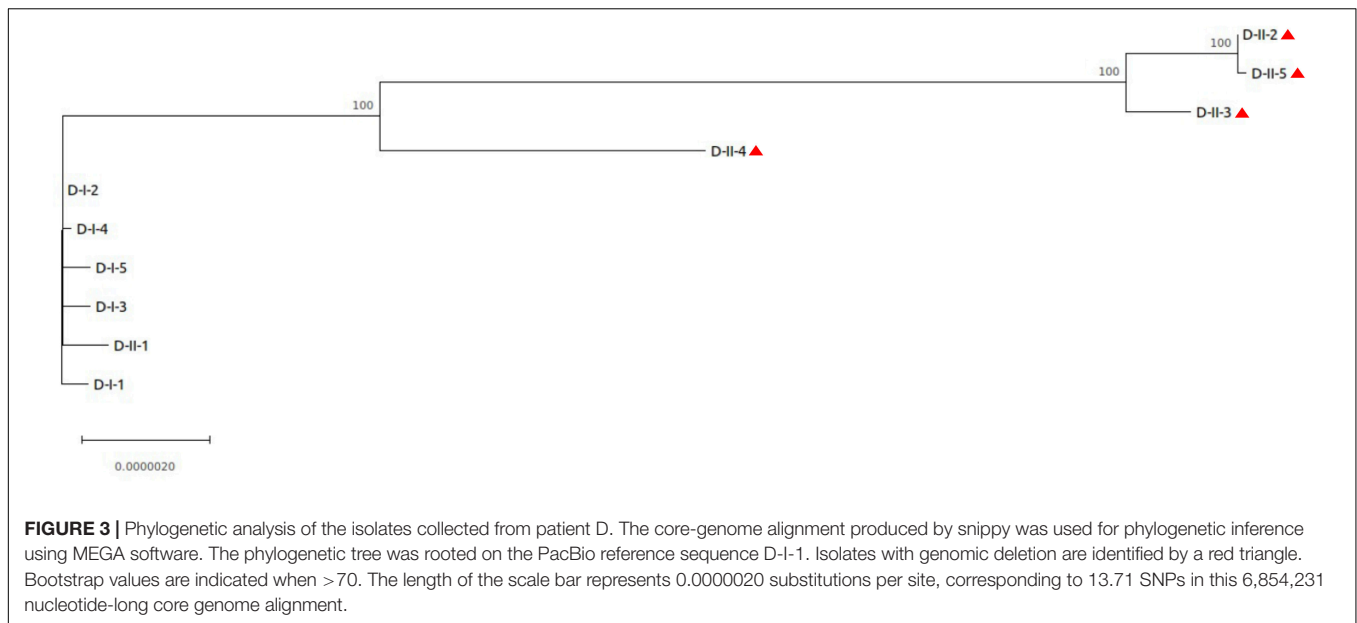 D-II-2
100
D-II-5
100
D-II-3
100
D-II-4
D-I-2
D-I-4
D-I-5
D-I-3
D-II-1
D-I-1
0.0000020
FIGURE 3 | Phylogenetic analysis of the isolates collected from patient D. The core-genome alignment produced by snippy was used for phylogenetic inference
using MEGA software. The phylogenetic tree was rooted on the PacBio reference sequence D-I-1. Isolates with genomic deletion are identified by a red triangle.
Bootstrap values are indicated when >70. The length of the scale bar represents 0.0000020 substitutions per site, corresponding to 13.71 SNPs in this 6,854,231
nucleotide-long core genome alignment.